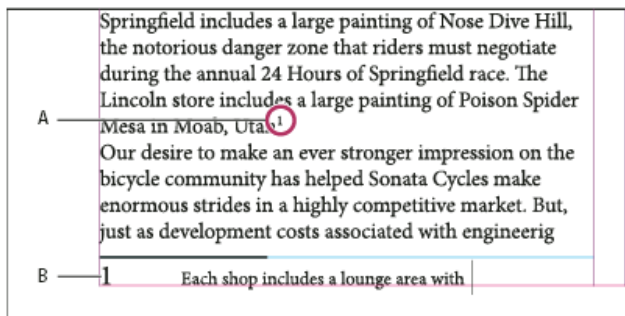 Springfield includes a large painting of Nose Dive Hill,
the notorious danger zone that riders must negotiate
during the annual 24 Hours of Springfield race. The
Lincoln store includes a large painting of Poison Spider
A
Mesa in Moab, Utah¹
Our desire to make an ever stronger impression on the
bicycle community has helped Sonata Cycles make
enormous strides in a highly competitive market. But,
just as development costs associated with engineerig
B
1 Each shop includes a lounge area with